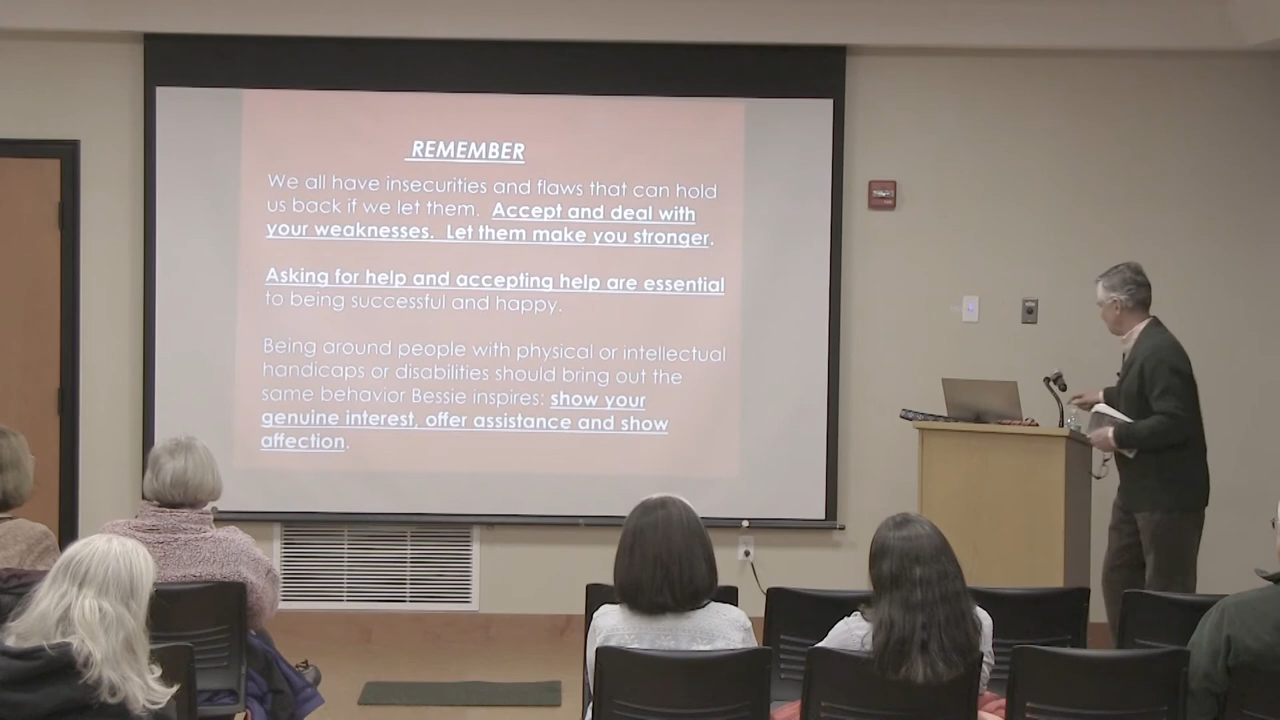 REMEMBER
We all have insecurities and flaws that can hold
us back if we let them. Accept and deal with
your weaknesses. Let them make you stronger.
Asking for help and accepting help are essential
to being successful and happy.
Being around people with physical or intellectual
handicaps or disabilities should bring out the
same behavior Bessie inspires: show your
genuine interest, offer assistance and show
affection.